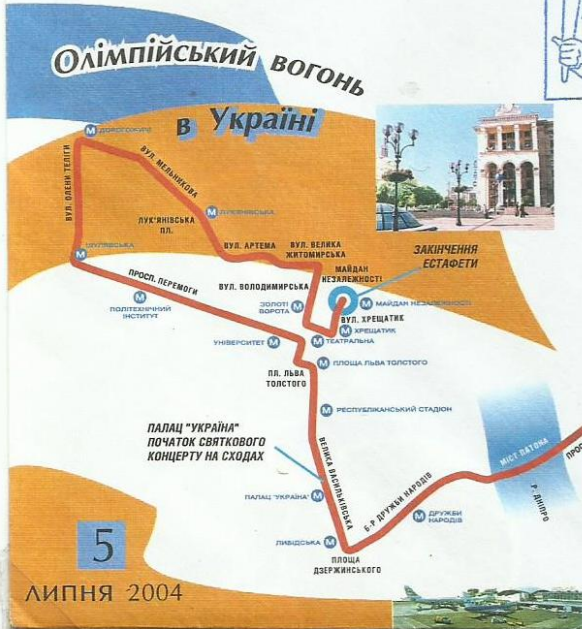 Олімпійський вогонь
в Україні
ДОРОГОЖИЧІ
ВУЛ. ОЛЕНИ ТЕЛІГИ
ВУЛ. МЕЛЬНИКОВА
ЛУК'ЯНІВСЬКА
ПЛ.
ЛУК'ЯНІВСЬКА
ШУЛЯВСЬКА
ВУЛ. АРТЕМА
ВУЛ. ВЕЛИКА
ЖИТОМИРСЬКА
МАЙДАН
НЕЗАЛЕЖНОСТІ
ЗАКІНЧЕННЯ
ЕСТАФЕТИ
ПРОСП. ПЕРЕМОГИ
ВУЛ. ВОЛОДИМИРСЬКА
ЗОЛОТІ
ВОРОТА
МАЙДАН НЕЗАЛЕЖНОСТІ
ВУЛ. ХРЕЩАТИК
ХРЕЩАТИК
ТЕАТРАЛЬНА
ПОЛІТЕХНІЧНИЙ
ІНСТИТУТ
УНІВЕРСИТЕТ
ПЛОЩА ЛЬВА ТОЛСТОГО
ПЛ. ЛЬВА
ТОЛСТОГО
РЕСПУБЛІКАНСЬКИЙ СТАДІОН
ПАЛАЦ "УКРАЇНА"
ПОЧАТОК СВЯТКОВОГО
КОНЦЕРТУ НА СХОДАХ
ВЕЛИКА ВАСИЛЬКІВСЬКА
МІСТ ПАТОНА
ПРОС
Р. ДНІПРО
ПАЛАЦ "УКРАЇНА"
Б-Р ДРУЖБИ НАРОДІВ
ДРУЖБИ
НАРОДІВ
ЛИБІДСЬКА
ПЛОЩА
ДЗЕРЖИНСЬКОГО
5
ЛИПНЯ 2004